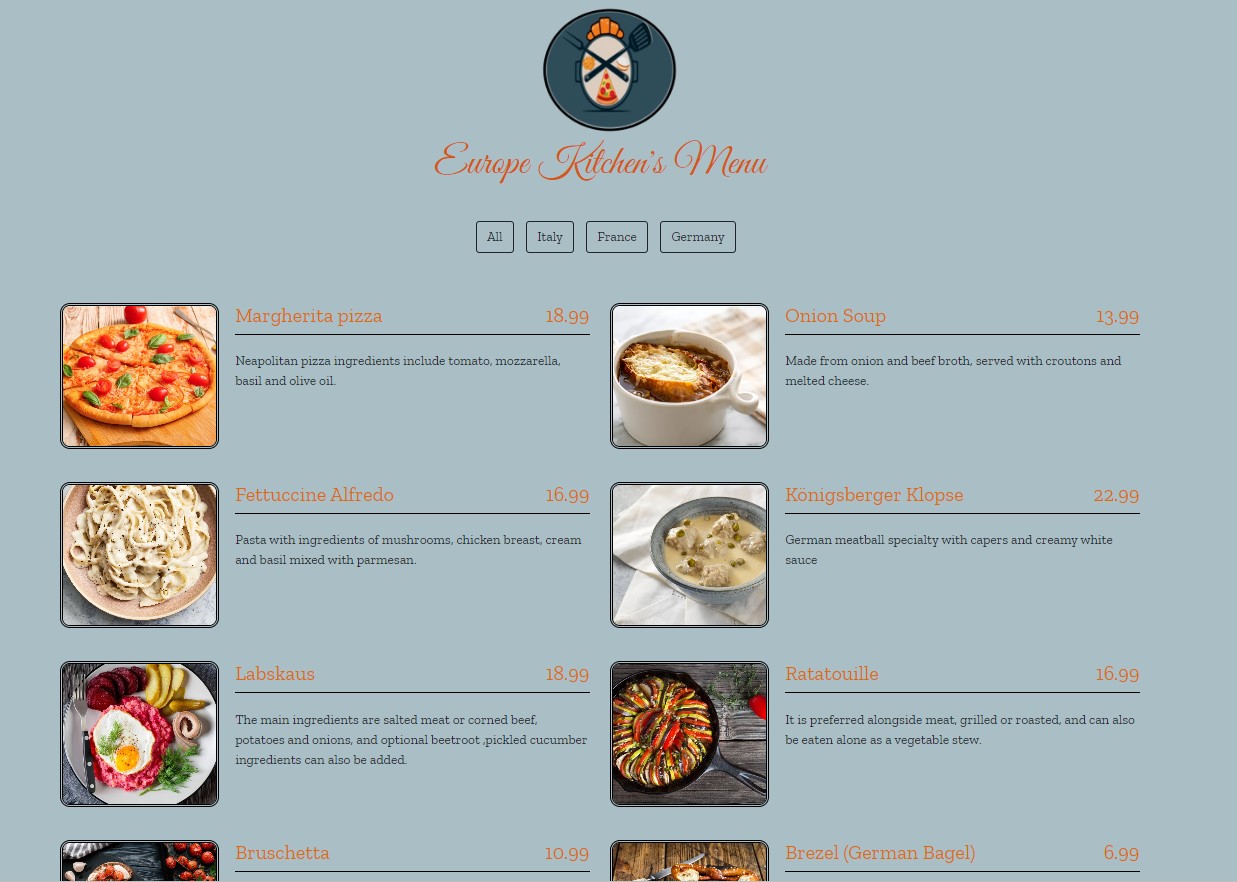 Europe Kitchen's Menu
All
Italy
France
Germany
Margherita pizza 18.99
Neapolitan pizza ingredients include tomato, mozzarella,
basil and olive oil.
Onion Soup 13.99
Made from onion and beef broth, served with croutons and
melted cheese.
Fettuccine Alfredo 16.99
Pasta with ingredients of mushrooms, chicken breast, cream
and basil mixed with parmesan.
Königsberger Klopse 22.99
German meatball specialty with capers and creamy white
sauce
Labskaus 18.99
The main ingredients are salted meat or corned beef,
potatoes and onions, and optional beetroot ,pickled cucumber
ingredients can also be added.
Ratatouille 16.99
It is preferred alongside meat, grilled or roasted, and can also
be eaten alone as a vegetable stew.
Bruschetta 10.99
Brezel (German Bagel) 6.99